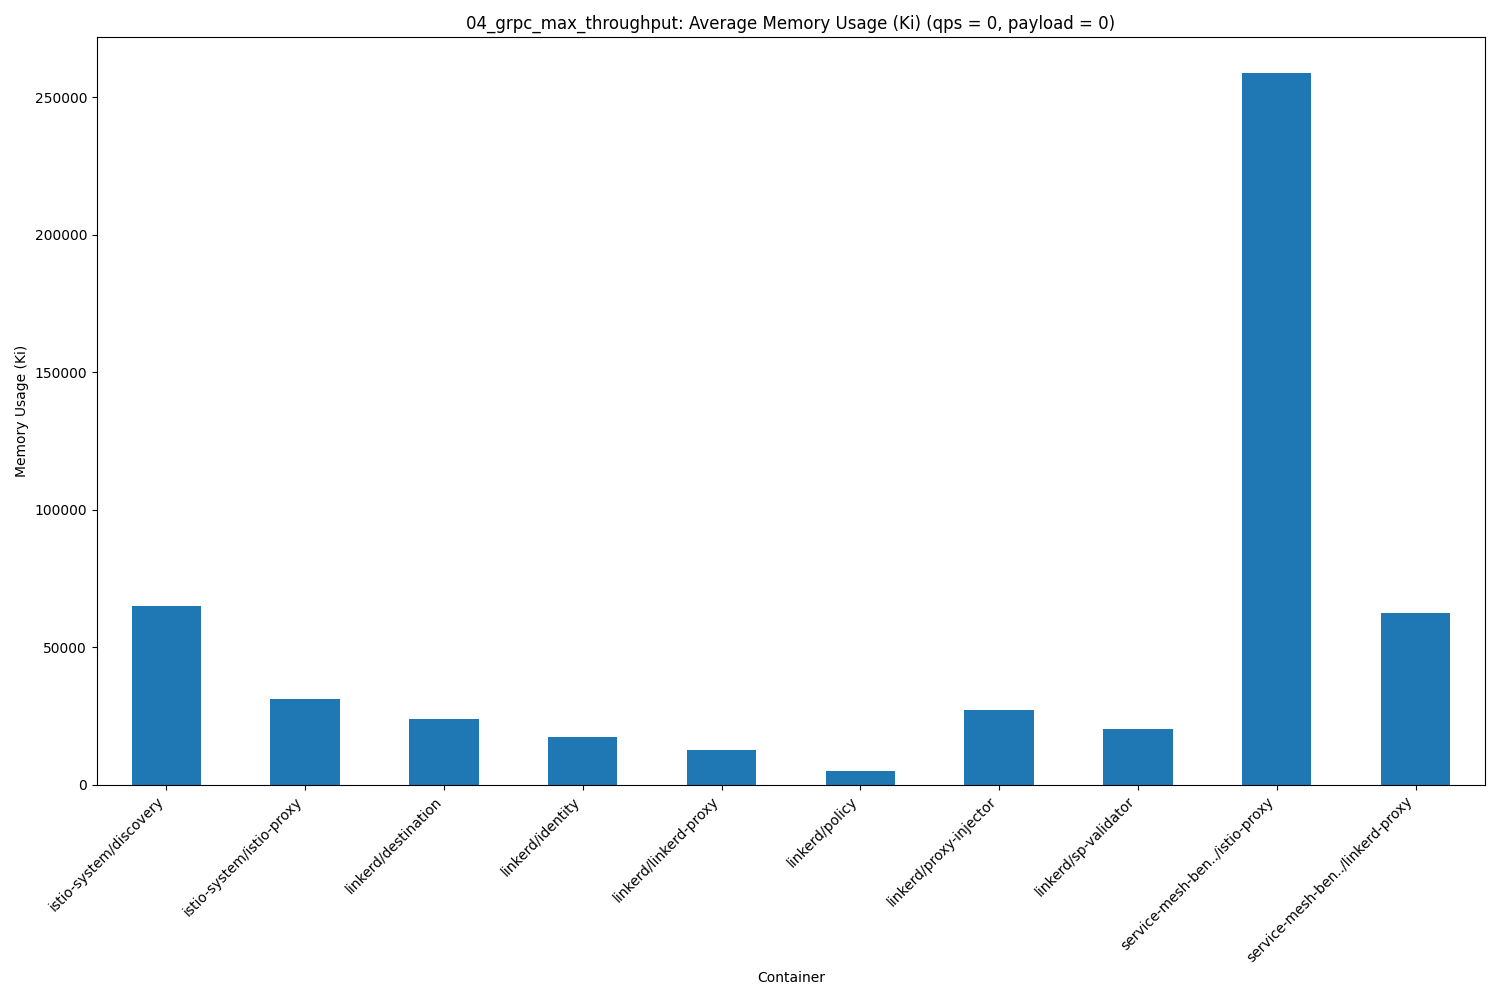 04_grpc_max_throughput: Average Memory Usage (Ki) (qps = 0, payload = 0)
Memory Usage (Ki)
250000
200000
150000
100000
50000
0
istio-system/discovery
istio-system/istio-proxy
linkerd/destination
linkerd/identity
linkerd/linkerd-proxy
linkerd/policy
linkerd/proxy-injector
linkerd/sp-validator
service-mesh-ben../istio-proxy
service-mesh-ben../linkerd-proxy
Container